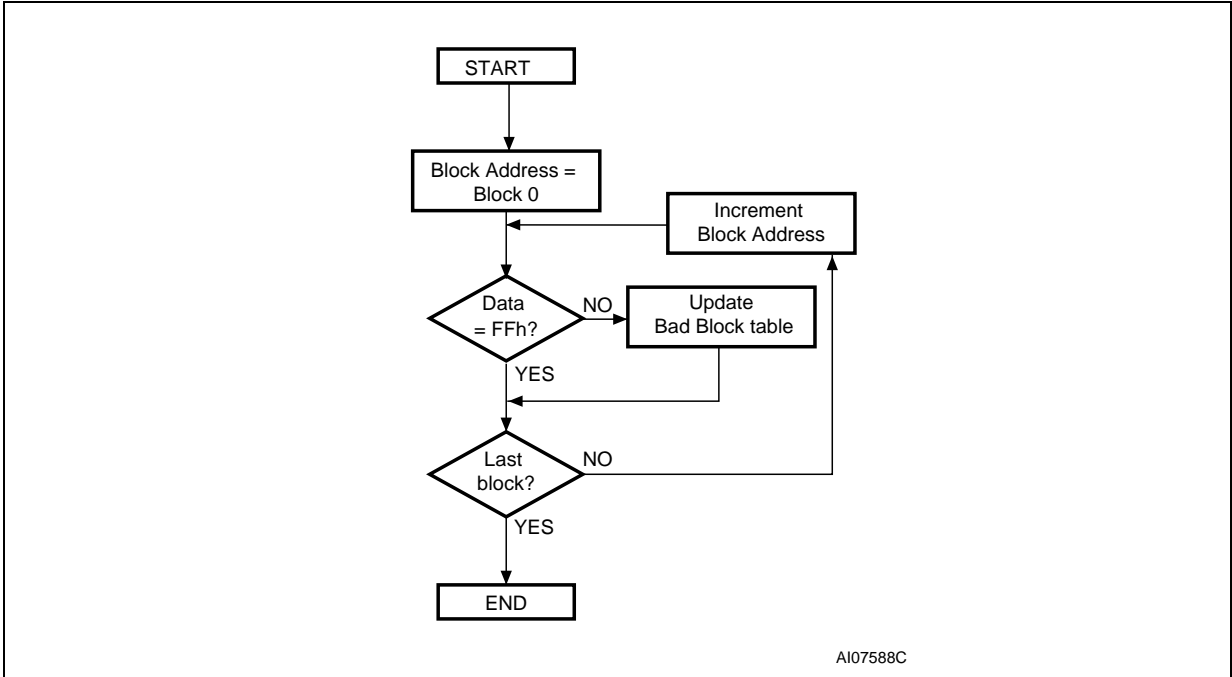 START
Block Address =
Block 0
Increment
Block Address
Data
= FFh?
NO
Update
Bad Block table
YES
Last
block?
NO
YES
END
AI07588C